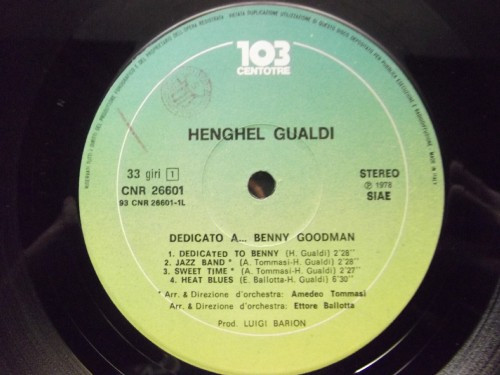 103
CENTOTRE
HENGHEL GUALDI
33 giri 1
CNR 26601
93 CNR 26601-1L
STEREO
℗ 1978
SIAE
DEDICATO A... BENNY GOODMAN
1. DEDICATED TO BENNY (H. Gualdi) 2'28"
2. JAZZ BAND * (A. Tommasi-H. Gualdi) 2'28"
3. SWEET TIME * (A. Tommasi-H. Gualdi) 2'27"
4. HEAT BLUES (E. Ballotta-H. Gualdi) 6'30"
* Arr. & Direzione d'orchestra: Amedeo Tommasi
Arr. & Direzione d'orchestra: Ettore Ballotta
Prod. LUIGI BARION